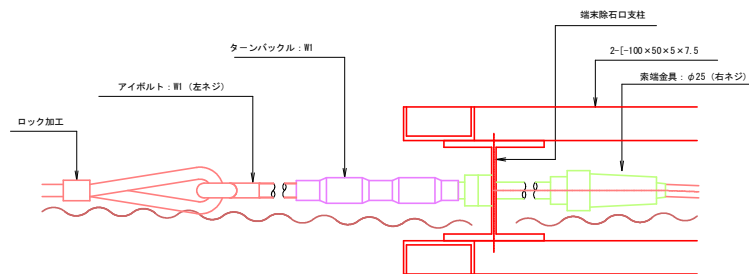 端末除石口支柱
ターンバックル：W1
2-[-100×50×5×7.5
アイボルト：W1（左ネジ）
索端金具：φ25（右ネジ）
ロック加工